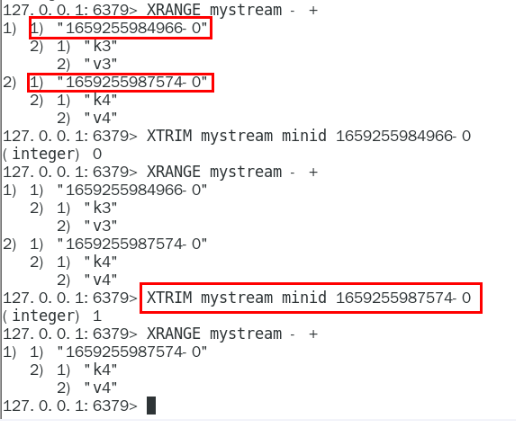 127.0.0.1:6379> XRANGE mystream - +
1) 1) "1659255984966-0"
2) 1) "k3"
2) "v3"
2) 1) "1659255987574-0"
2) 1) "k4"
2) "v4"
127.0.0.1:6379> XTRIM mystream minid 1659255984966-0
(integer) 0
127.0.0.1:6379> XRANGE mystream - +
1) 1) "1659255984966-0"
2) 1) "k3"
2) "v3"
2) 1) "1659255987574-0"
2) 1) "k4"
2) "v4"
127.0.0.1:6379> XTRIM mystream minid 1659255987574-0
(integer) 1
127.0.0.1:6379> XRANGE mystream - +
1) 1) "1659255987574-0"
2) 1) "k4"
2) "v4"
127.0.0.1:6379>